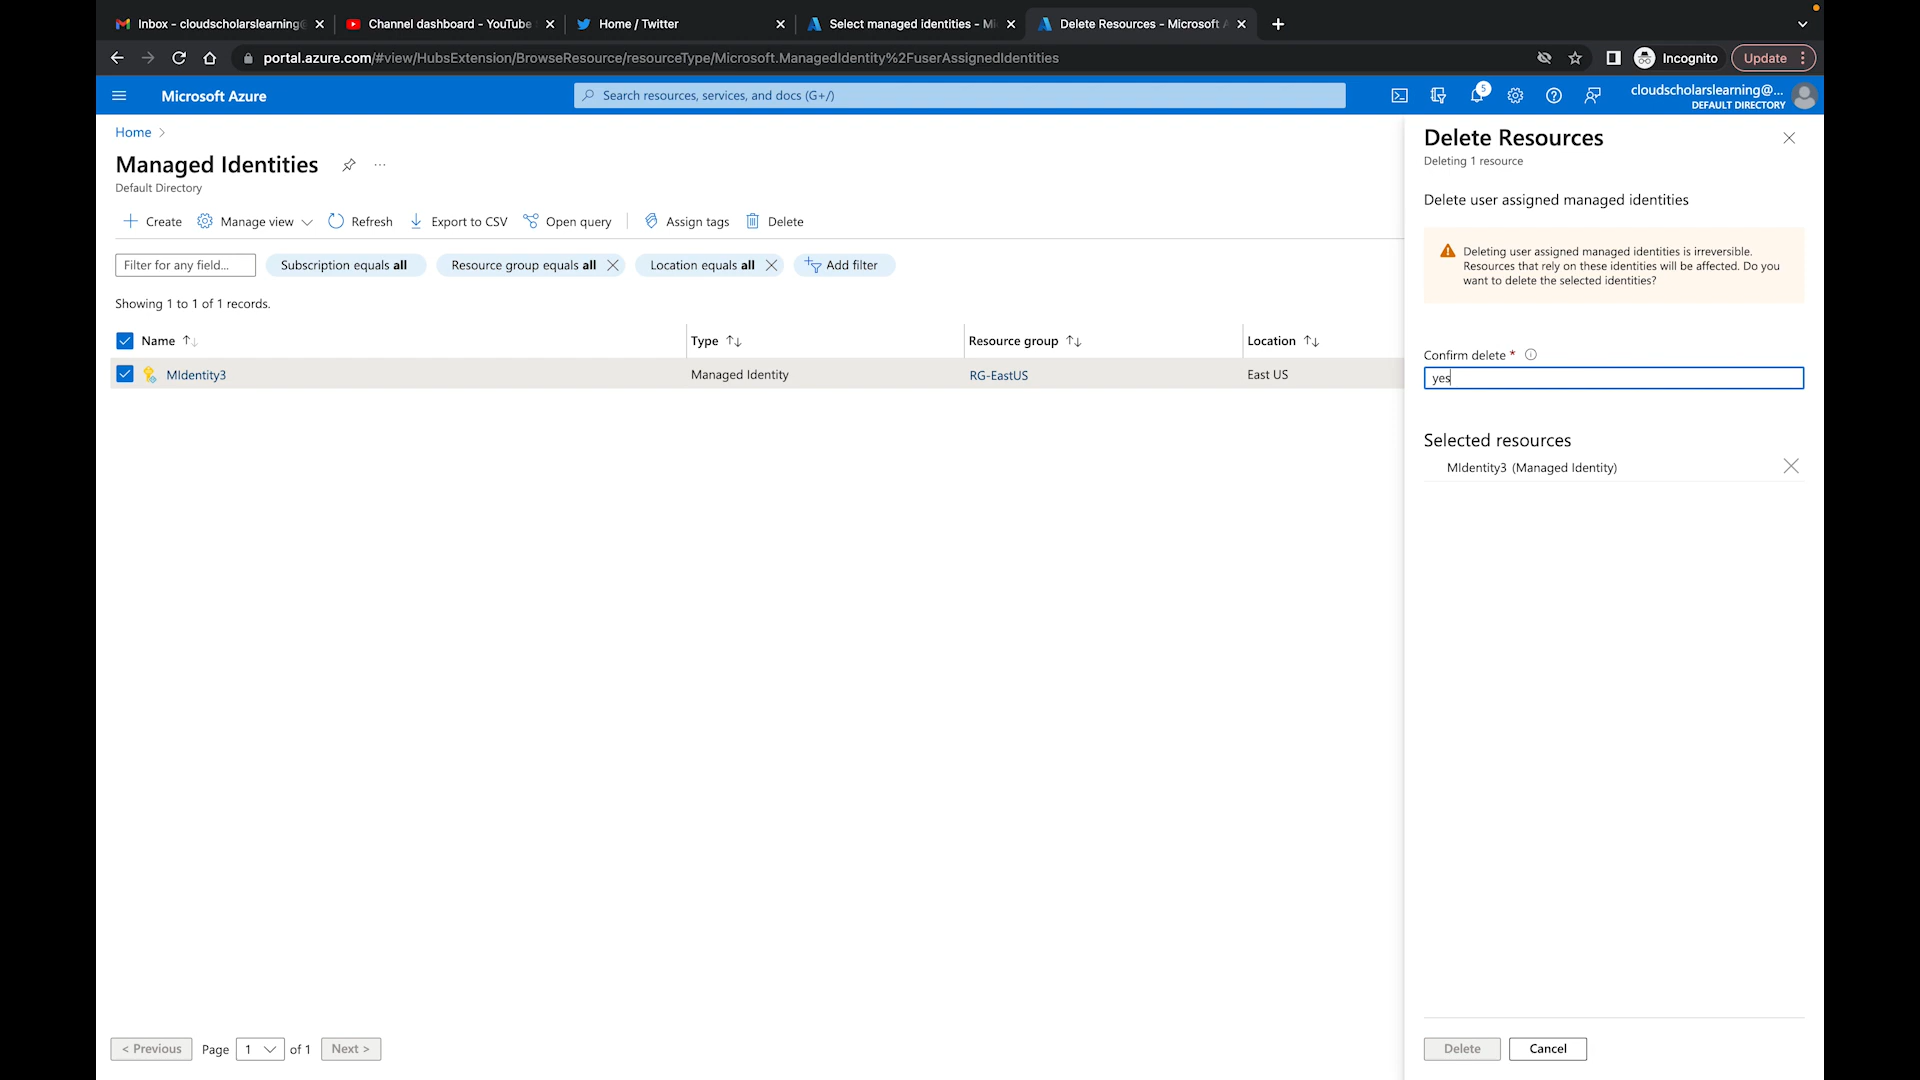 Inbox - cloudscholarslearning@
Channel dashboard - YouTube
Home / Twitter
Select managed identities - Mi
Delete Resources - Microsoft A
portal.azure.com/#view/HubsExtension/BrowseResource/resourceType/Microsoft.ManagedIdentity%2FuserAssignedIdentities
Incognito
Update
Microsoft Azure
Search resources, services, and docs (G+/)
5
cloudscholarslearning@...
DEFAULT DIRECTORY
Home
Managed Identities
Default Directory
Create
Manage view
Refresh
Export to CSV
Open query
Assign tags
Delete
Filter for any field...
Subscription equals all
Resource group equals all
Location equals all
Add filter
Showing 1 to 1 of 1 records.
Name
Type
Resource group
Location
MIdentity3
Managed Identity
RG-EastUS
East US
< Previous
Page
1
of 1
Next >
Delete Resources
Deleting 1 resource
Delete user assigned managed identities
Deleting user assigned managed identities is irreversible.
Resources that rely on these identities will be affected. Do you
want to delete the selected identities?
Confirm delete *
yes
Selected resources
MIdentity3 (Managed Identity)
Delete
Cancel